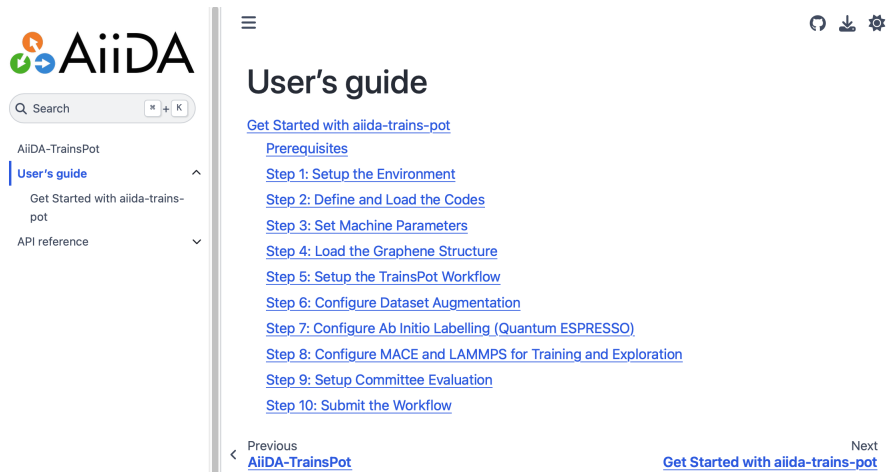 AiiDA
Search
⌘ + K
AiiDA-TrainsPot
User's guide
Get Started with aiida-trains-
pot
API reference
User's guide
Get Started with aiida-trains-pot
Prerequisites
Step 1: Setup the Environment
Step 2: Define and Load the Codes
Step 3: Set Machine Parameters
Step 4: Load the Graphene Structure
Step 5: Setup the TrainsPot Workflow
Step 6: Configure Dataset Augmentation
Step 7: Configure Ab Initio Labelling (Quantum ESPRESSO)
Step 8: Configure MACE and LAMMPS for Training and Exploration
Step 9: Setup Committee Evaluation
Step 10: Submit the Workflow
Previous
AiiDA-TrainsPot
Next
Get Started with aiida-trains-pot